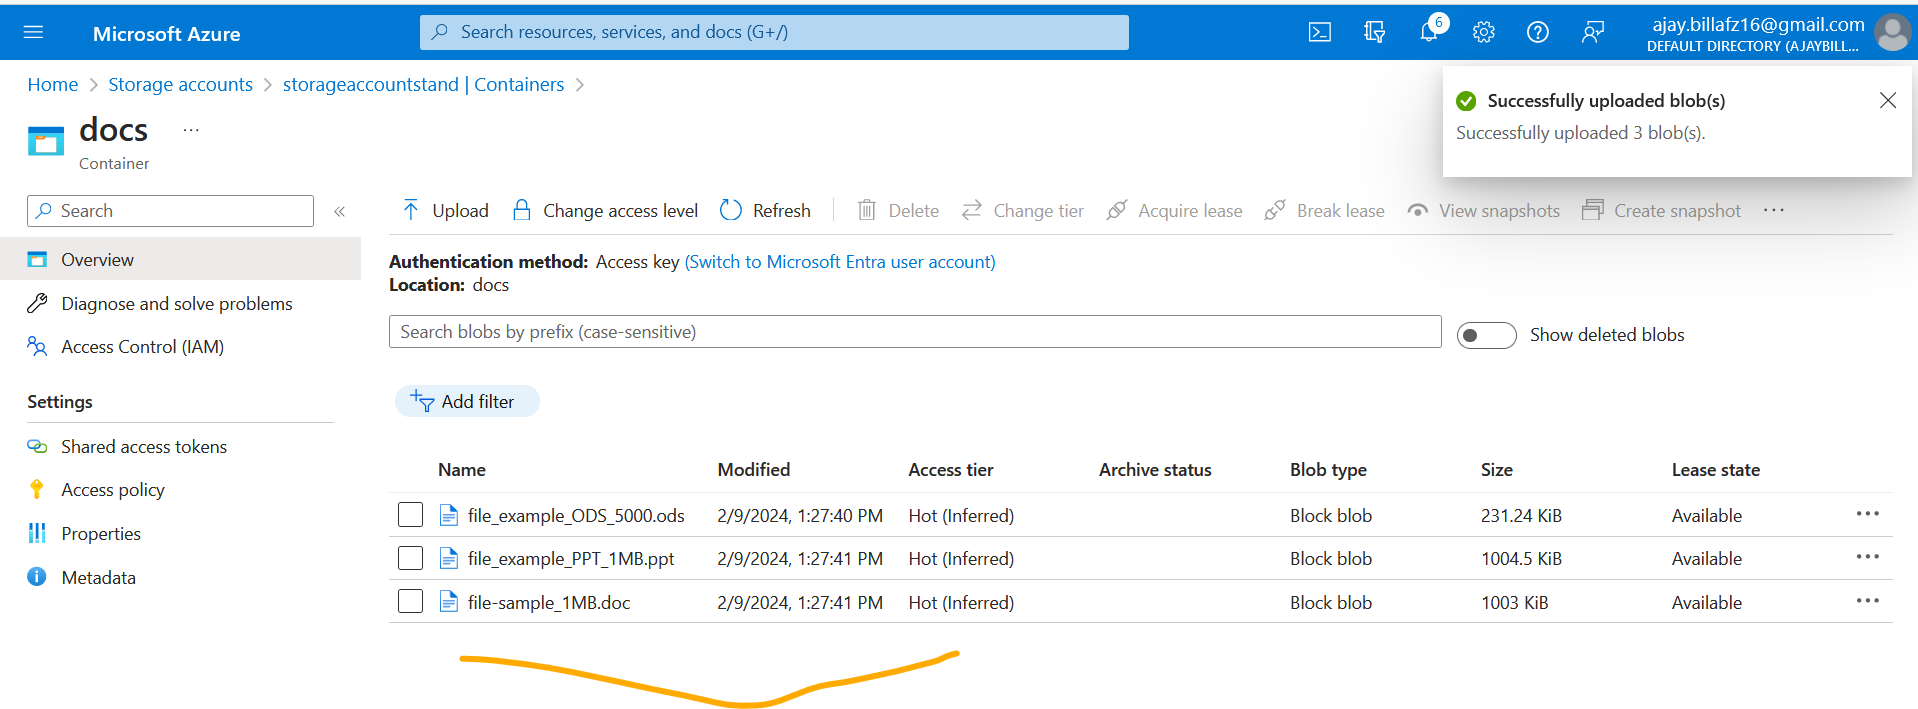 Microsoft Azure
Search resources, services, and docs (G+/)
6
ajay.billafz16@gmail.com
DEFAULT DIRECTORY (AJAYBILL...
Home > Storage accounts > storageaccountstand | Containers >
Successfully uploaded blob(s)
Successfully uploaded 3 blob(s).
docs ...
Container
Search «
Upload Change access level Refresh Delete Change tier Acquire lease Break lease View snapshots Create snapshot ...
Overview
Diagnose and solve problems
Access Control (IAM)
Settings
Shared access tokens
Access policy
Properties
Metadata
Authentication method: Access key (Switch to Microsoft Entra user account)
Location: docs
Search blobs by prefix (case-sensitive)
Show deleted blobs
Add filter
Name Modified Access tier Archive status Blob type Size Lease state
file_example_ODS_5000.ods 2/9/2024, 1:27:40 PM Hot (Inferred) Block blob 231.24 KiB Available ...
file_example_PPT_1MB.ppt 2/9/2024, 1:27:41 PM Hot (Inferred) Block blob 1004.5 KiB Available ...
file-sample_1MB.doc 2/9/2024, 1:27:41 PM Hot (Inferred) Block blob 1003 KiB Available ...